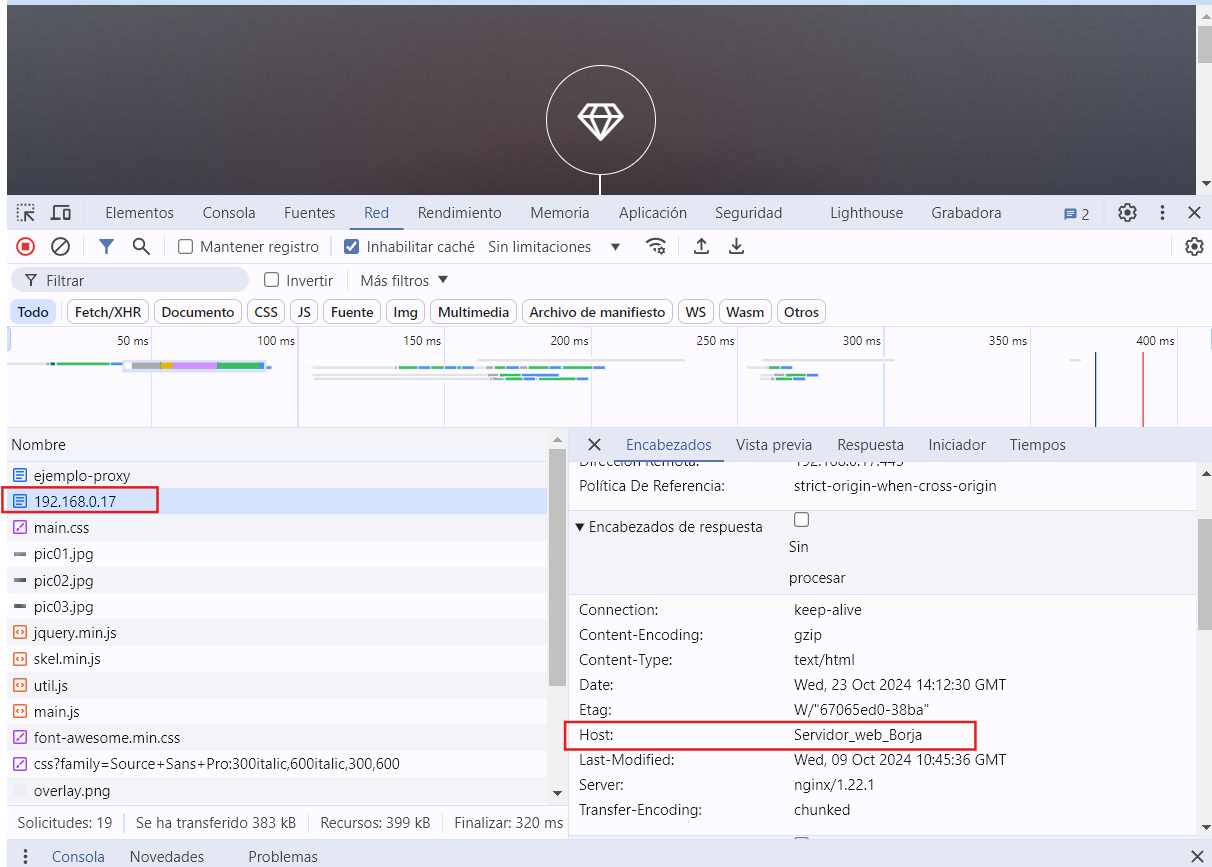 Elementos Consola Fuentes Red Rendimiento Memoria Aplicación Seguridad Lighthouse Grabadora 2
Mantener registro Inhabilitar caché Sin limitaciones
Filtrar Invertir Más filtros
Todo Fetch/XHR Documento CSS JS Fuente Img Multimedia Archivo de manifiesto WS Wasm Otros
50 ms 100 ms 150 ms 200 ms 250 ms 300 ms 350 ms 400 ms
Nombre
ejemplo-proxy
192.168.0.17
main.css
pic01.jpg
pic02.jpg
pic03.jpg
jquery.min.js
skel.min.js
util.js
main.js
font-awesome.min.css
css?family=Source+Sans+Pro:300italic,600italic,300,600
overlay.png
Solicitudes: 19 Se ha transferido 383 kB Recursos: 399 kB Finalizar: 320 ms
Encabezados Vista previa Respuesta Iniciador Tiempos
Dirección Remota: 192.168.0.17:443
Política De Referencia: strict-origin-when-cross-origin
Encabezados de respuesta
Sin
procesar
Connection: keep-alive
Content-Encoding: gzip
Content-Type: text/html
Date: Wed, 23 Oct 2024 14:12:30 GMT
Etag: W/"67065ed0-38ba"
Host: Servidor_web_Borja
Last-Modified: Wed, 09 Oct 2024 10:45:36 GMT
Server: nginx/1.22.1
Transfer-Encoding: chunked
Consola Novedades Problemas